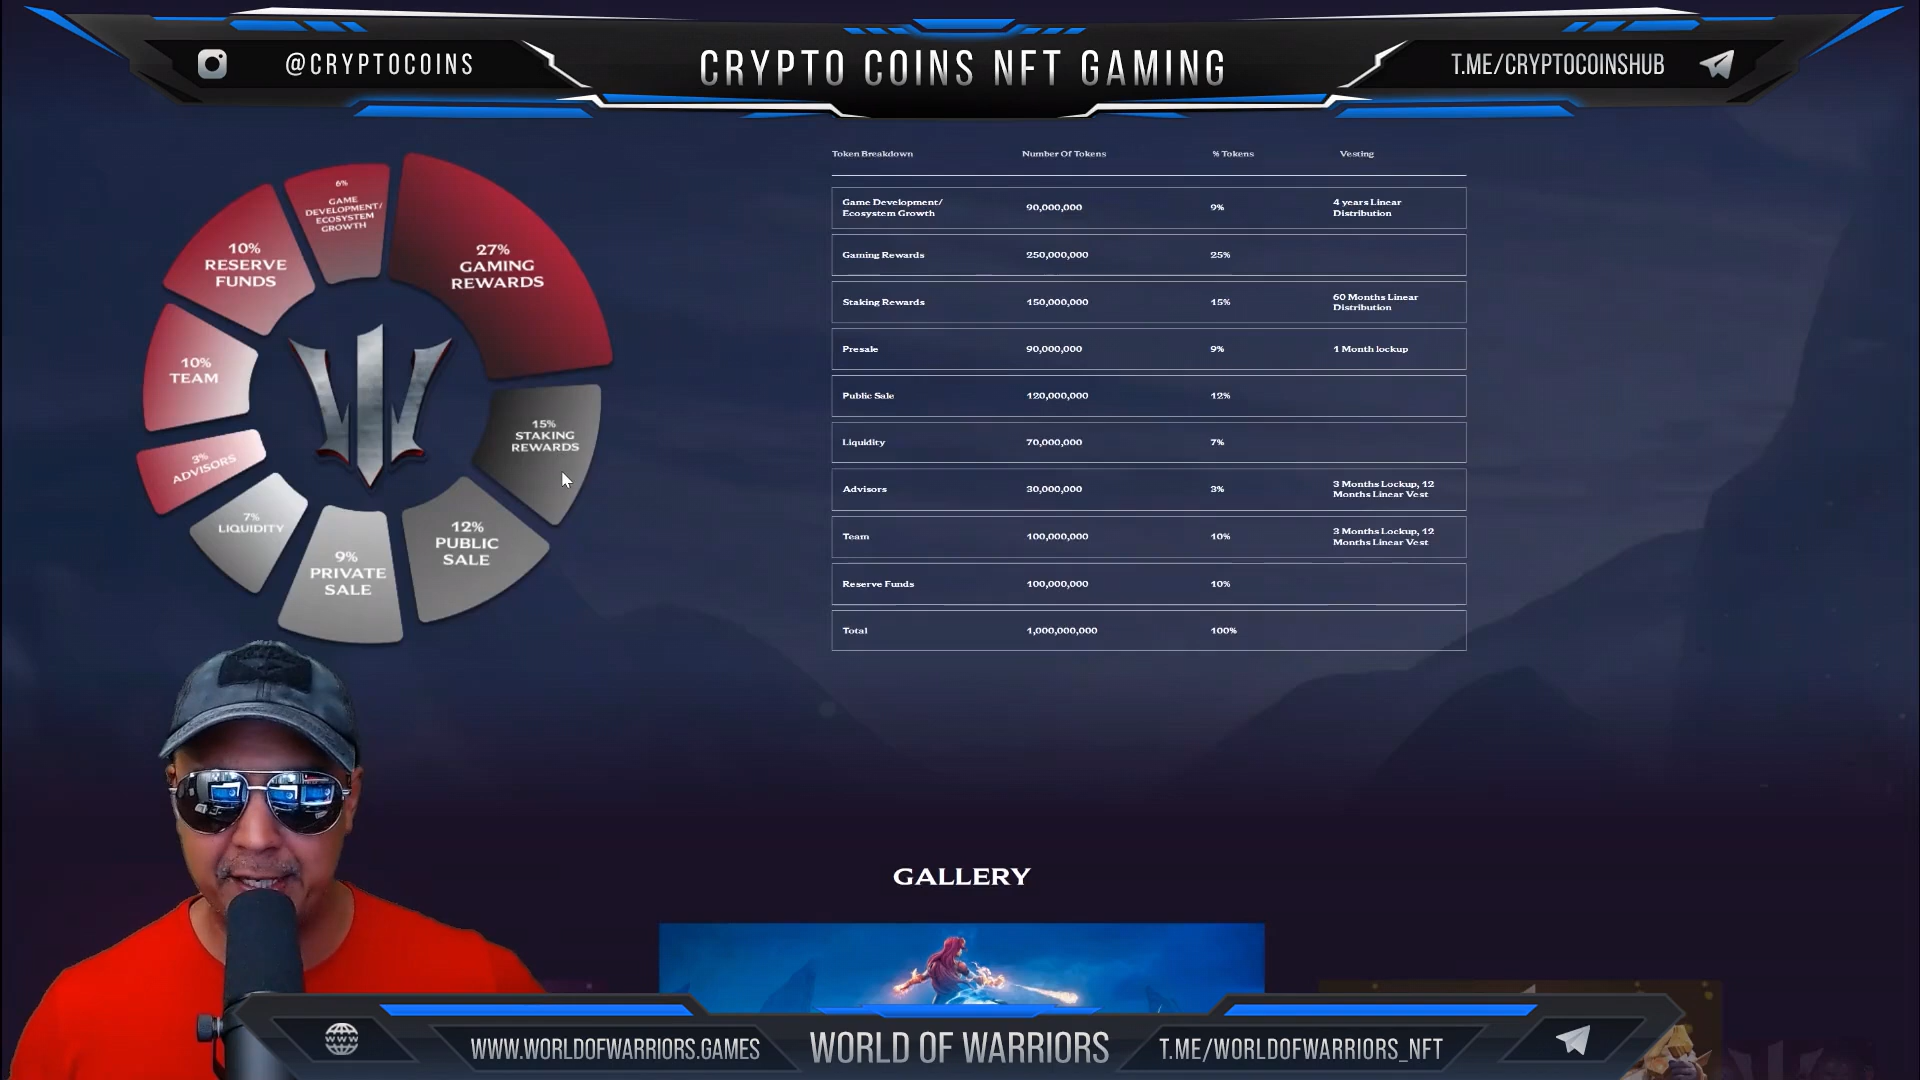 @CRYPTOCOINS
CRYPTO COINS NFT GAMING
T.ME/CRYPTOCOINSHUB
6%
GAME
DEVELOPMENT/
ECOSYSTEM
GROWTH
27%
GAMING
REWARDS
10%
RESERVE
FUNDS
10%
TEAM
15%
STAKING
REWARDS
3%
ADVISORS
7%
LIQUIDITY
12%
PUBLIC
SALE
9%
PRIVATE
SALE
Token Breakdown Number Of Tokens % Tokens Vesting
Game Development/
Ecosystem Growth 90,000,000 9% 4 years Linear
Distribution
Gaming Rewards 250,000,000 25%
Staking Rewards 150,000,000 15% 60 Months Linear
Distribution
Presale 90,000,000 9% 1 Month lockup
Public Sale 120,000,000 12%
Liquidity 70,000,000 7%
Advisors 30,000,000 3% 3 Months Lockup, 12
Months Linear Vest
Team 100,000,000 10% 3 Months Lockup, 12
Months Linear Vest
Reserve Funds 100,000,000 10%
Total 1,000,000,000 100%
GALLERY
WWW
WWW.WORLDOFWARRIORS.GAMES
WORLD OF WARRIORS
T.ME/WORLDOFWARRIORS_NFT